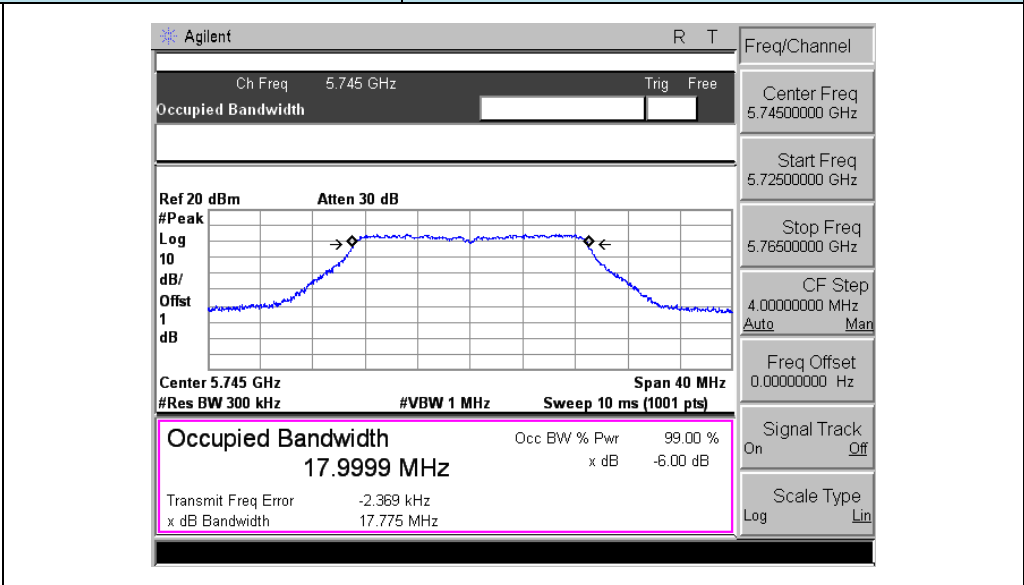 Agilent R T
Freq/Channel
Ch Freq 5.745 GHz Trig Free
Occupied Bandwidth
Center Freq
5.74500000 GHz
Start Freq
5.72500000 GHz
Stop Freq
5.76500000 GHz
CF Step
4.00000000 MHz
Auto Man
Freq Offset
0.00000000 Hz
Signal Track
On Off
Scale Type
Log Lin
Ref 20 dBm Atten 30 dB
#Peak
Log
10
dB/
Offst
1
dB
Center 5.745 GHz Span 40 MHz
#Res BW 300 kHz #VBW 1 MHz Sweep 10 ms (1001 pts)
Occupied Bandwidth
17.9999 MHz
Occ BW % Pwr 99.00 %
x dB -6.00 dB
Transmit Freq Error -2.369 kHz
x dB Bandwidth 17.775 MHz